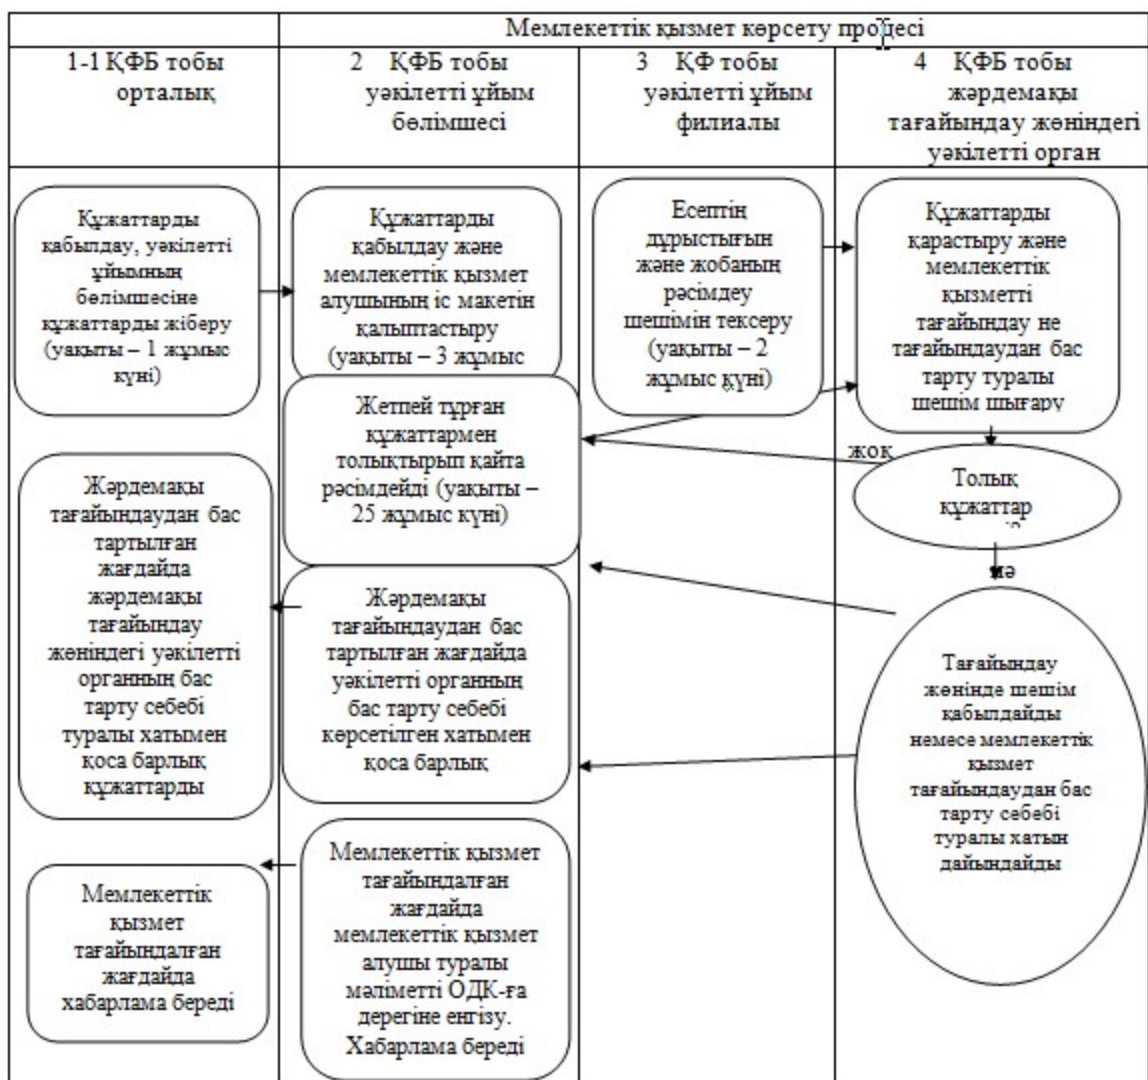 Мемлекеттік қызмет көрсету процесі
1-1 ҚФБ тобы
орталық
2 ҚФБ тобы
уәкілетті ұйым
бөлімшесі
3 ҚФ тобы
уәкілетті ұйым
филиалы
4 ҚФБ тобы
жәрдемақы
тағайындау жөніндегі
уәкілетті орган
Құжаттарды
қабылдау, уәкілетті
ұйымның
бөлімшесіне
құжаттарды жіберу
(уақыты – 1 жұмыс
күні)
Құжаттарды
қабылдау және
мемлекеттік қызмет
алушының іс макетін
қалыптастыру
(уақыты – 3 жұмыс
Есептің
дұрыстығын
және жобаның
рәсімдеу
шешімін тексеру
(уақыты – 2
жұмыс күні)
Құжаттарды
қарастыру және
мемлекеттік
қызметті
тағайындау не
тағайындаудан бас
тарту туралы
шешім шығару
Жетпей тұрған
құжаттармен
толықтырып қайта
рәсімдейді (уақыты –
25 жұмыс күні)
жоқ
Толық
құжаттар
иә
Жәрдемақы
тағайындаудан бас
тартылған
жағдайда
жәрдемақы
тағайындау
жөніндегі уәкілетті
органның бас
тарту себебі
туралы хатымен
қоса барлық
құжаттарды
Жәрдемақы
тағайындаудан бас
тартылған жағдайда
уәкілетті органның
бас тарту себебі
көрсетілген хатымен
қоса барлық
Тағайындау
жөнінде шешім
қабылдайды
немесе мемлекеттік
қызмет
тағайындаудан бас
тарту себебі
туралы хатын
дайындайды
Мемлекеттік
қызмет
тағайындалған
жағдайда
хабарлама береді
Мемлекеттік қызмет
тағайындалған
жағдайда
мемлекеттік қызмет
алушы туралы
мәліметті ОДК-ға
дерегіне енгізу.
Хабарлама береді